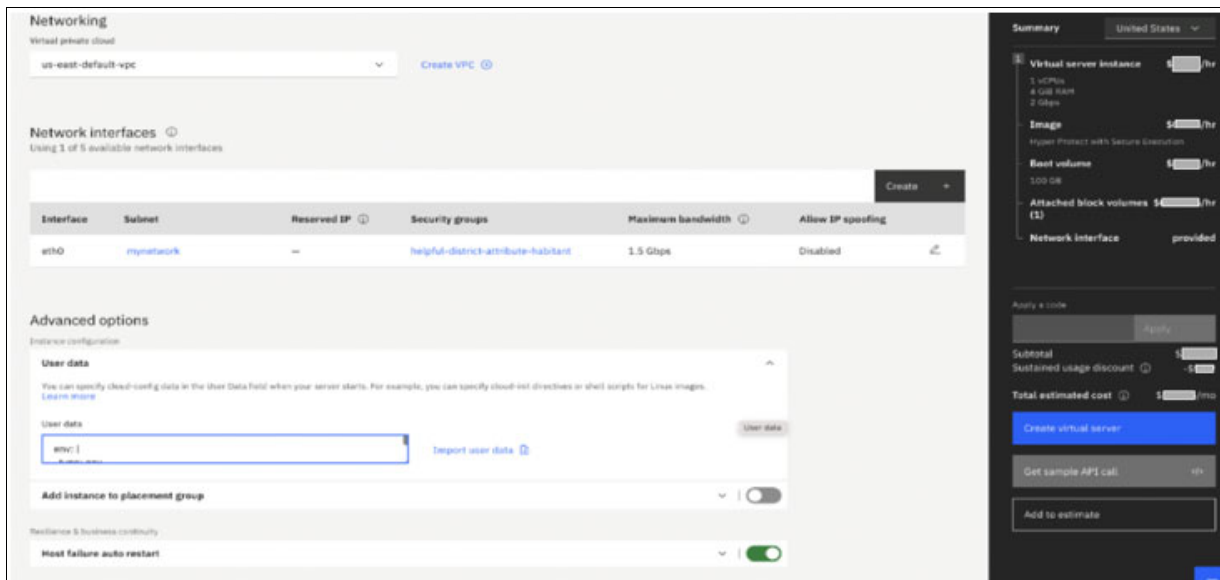 Networking
Virtual private cloud
us-east-default-vpc
Create VPC
Network interfaces
Using 1 of 5 available network interfaces
Create +
Interface Subnet Reserved IP Security groups Maximum bandwidth Allow IP spoofing
eth0 mynetwork – helpful-district-attribute-habitant 1.5 Gbps Disabled
Advanced options
Instance configuration
User data
You can specify cloud-config data in the User Data field when your server starts. For example, you can specify cloud-init directives or shell scripts for Linux images.
Learn more
User data
User data
env: |
Import user data
Add instance to placement group
Resilience & business continuity
Host failure auto restart
Summary United States
1 Virtual server instance $ /hr
1 vCPUs
4 GiB RAM
2 Gbps
Image $ /hr
Hyper Protect with Secure Execution
Boot volume $ /hr
100 GB
Attached block volumes $ /hr
(1)
Network interface provided
Apply a code
Apply
Subtotal $
Sustained usage discount -$
Total estimated cost $ /mo
Create virtual server
Get sample API call </>
Add to estimate